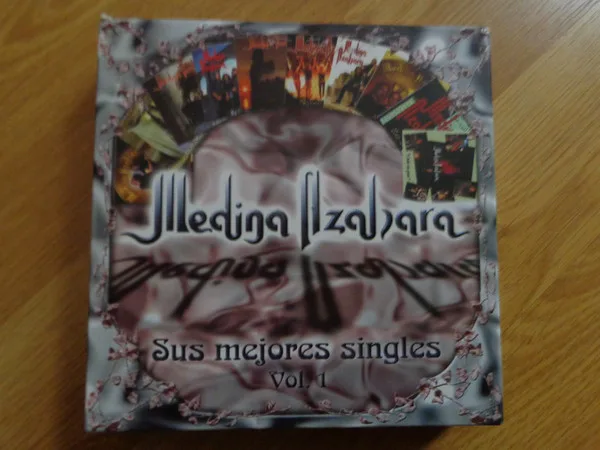 Medina Azahara
Sus mejores singles
Vol. 1